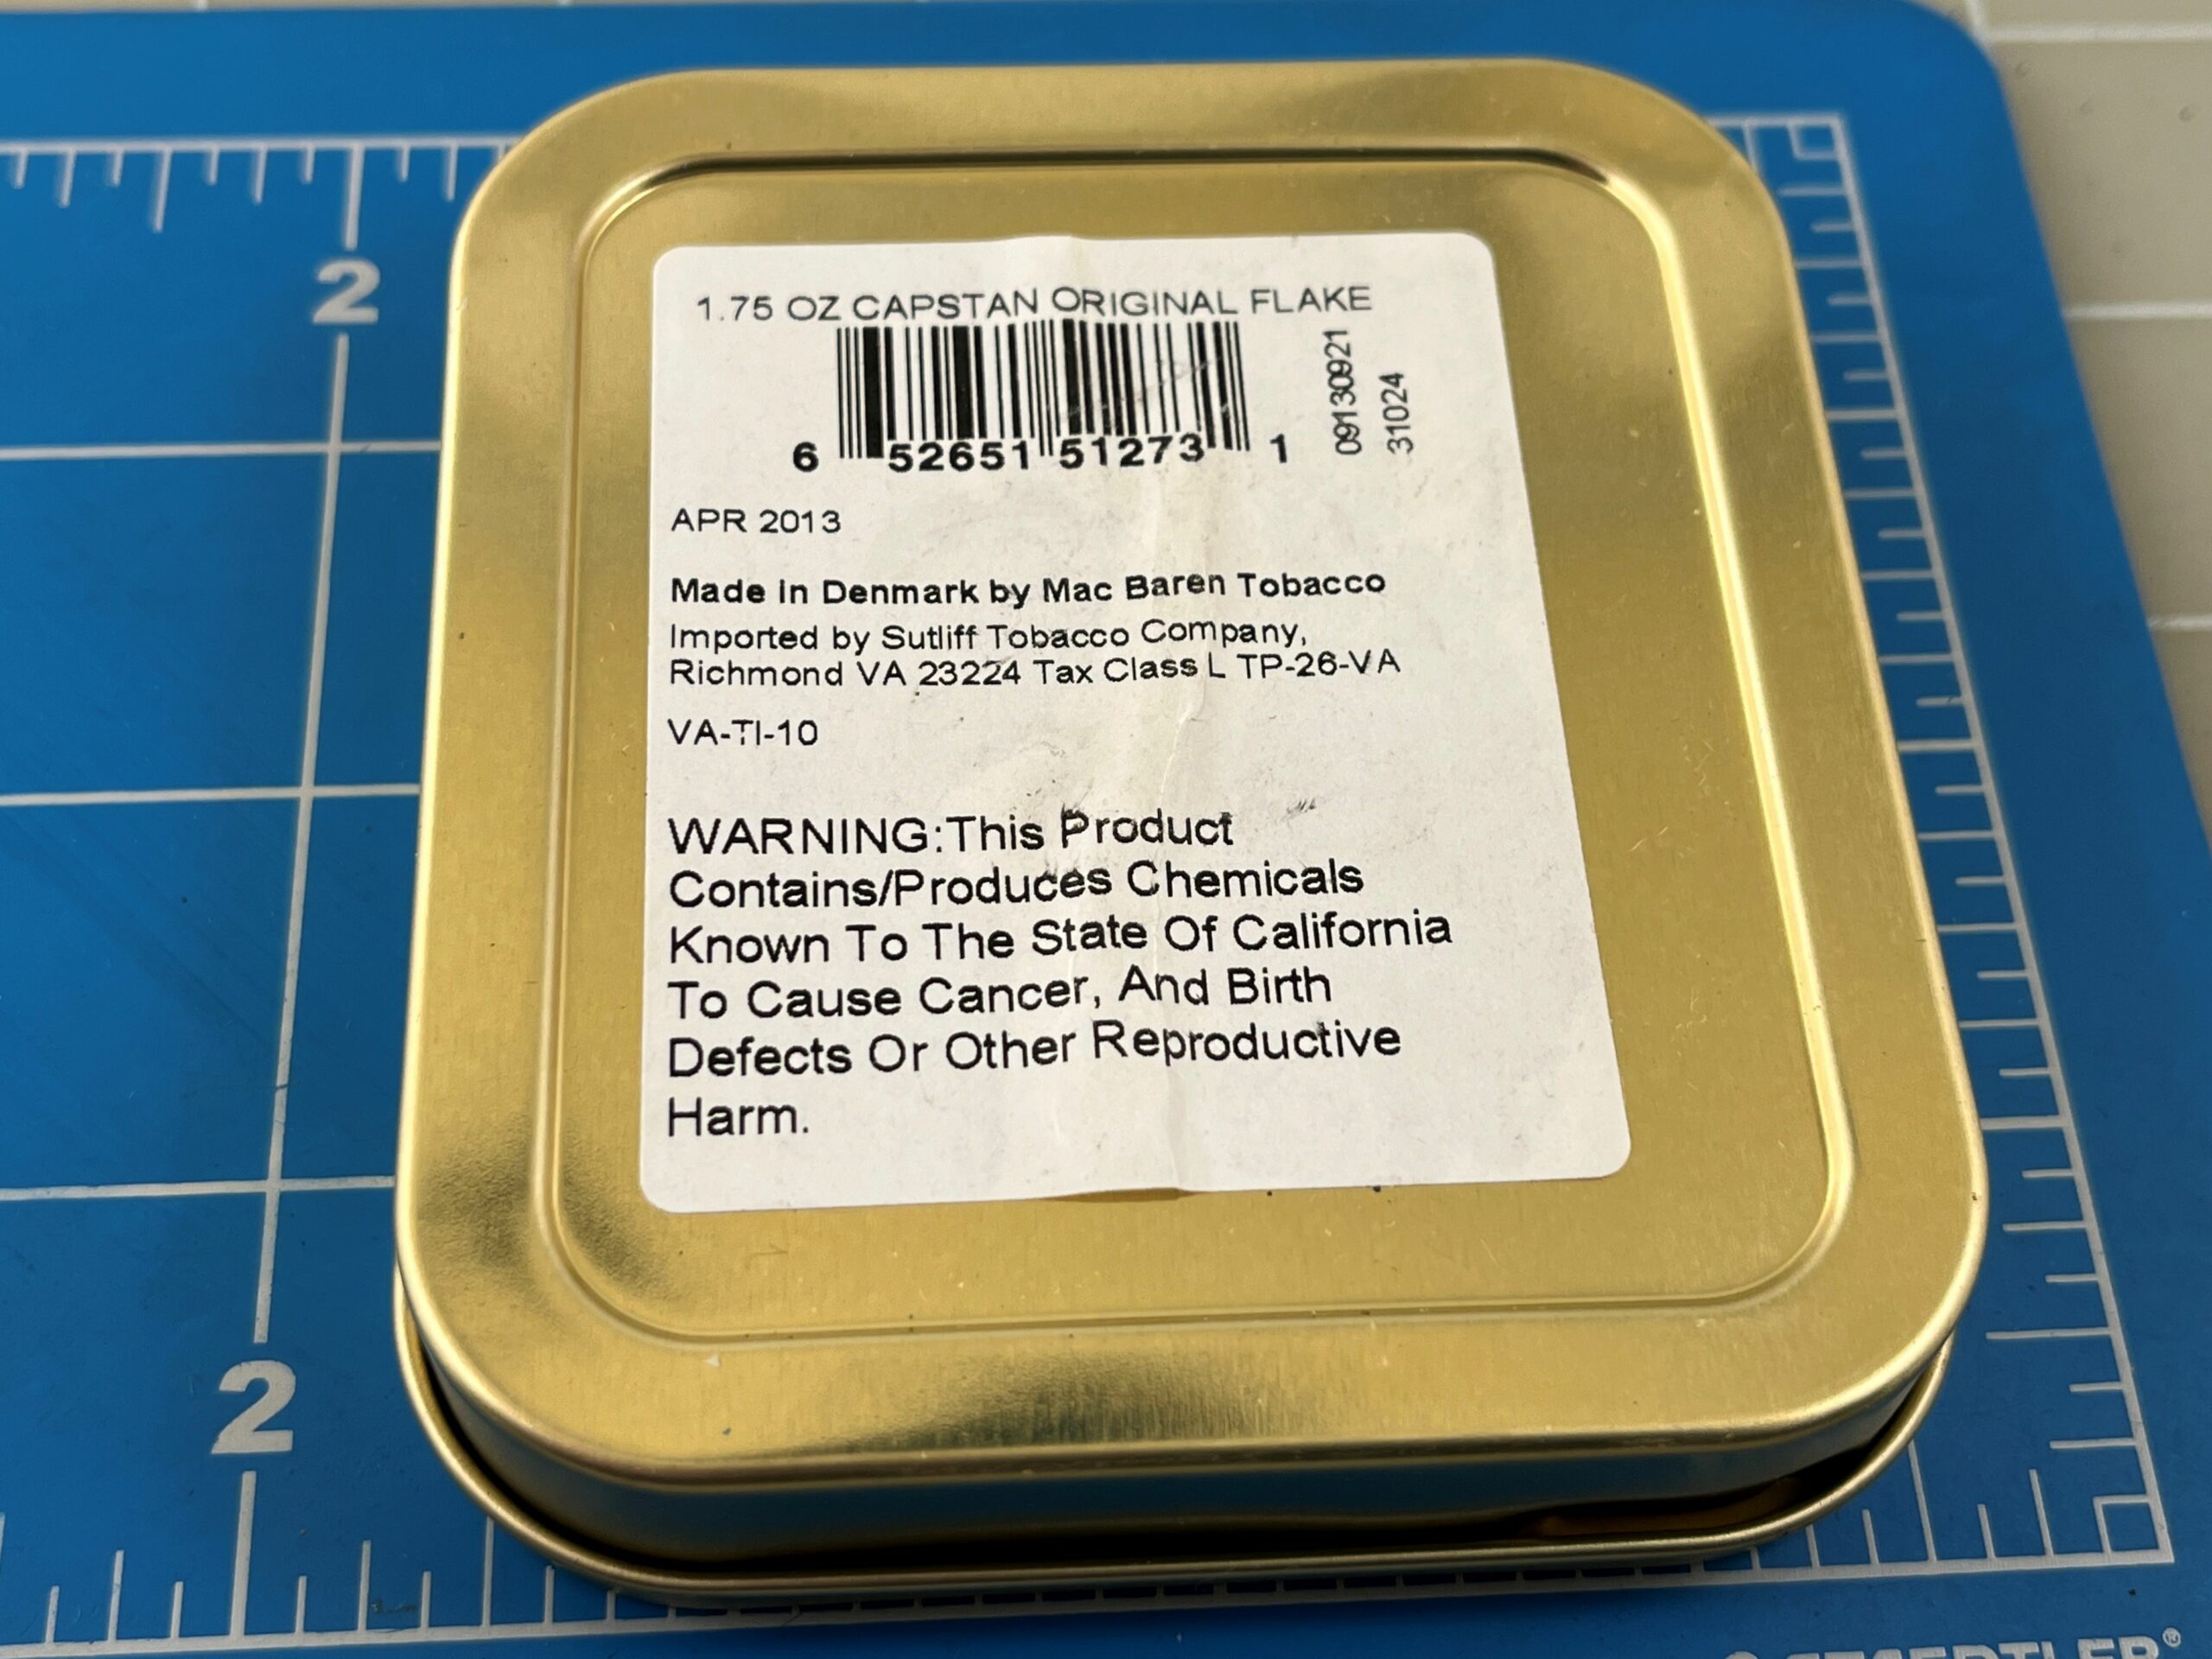 2
1.75 OZ CAPSTAN ORIGINAL FLAKE
6 52651 51273 1
09130921
31024
APR 2013
Made in Denmark by Mac Baren Tobacco
Imported by Sutliff Tobacco Company,
Richmond VA 23224 Tax Class L TP-26-VA
VA-TI-10
WARNING:This Product
Contains/Produces Chemicals
Known To The State Of California
To Cause Cancer, And Birth
Defects Or Other Reproductive
Harm.
2